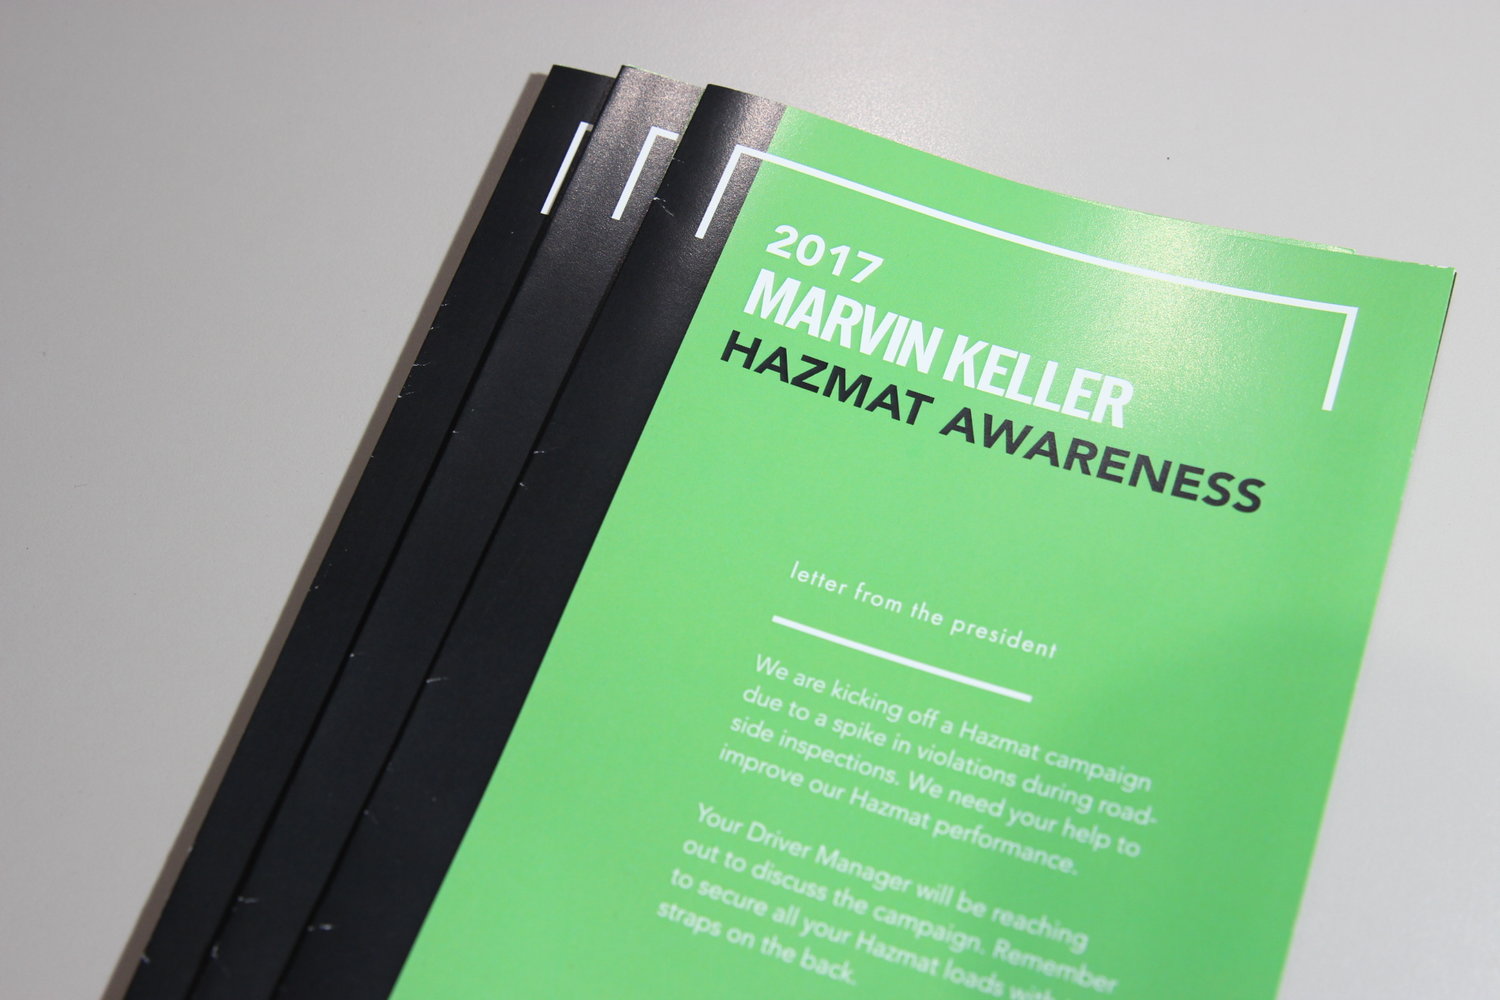 2017
MARVIN KELLER
HAZMAT AWARENESS
letter from the president
We are kicking off a Hazmat campaign
due to a spike in violations during road-
side inspections. We need your help to
improve our Hazmat performance.
Your Driver Manager will be reaching
out to discuss the campaign. Remember
to secure all your Hazmat loads with
straps on the back.